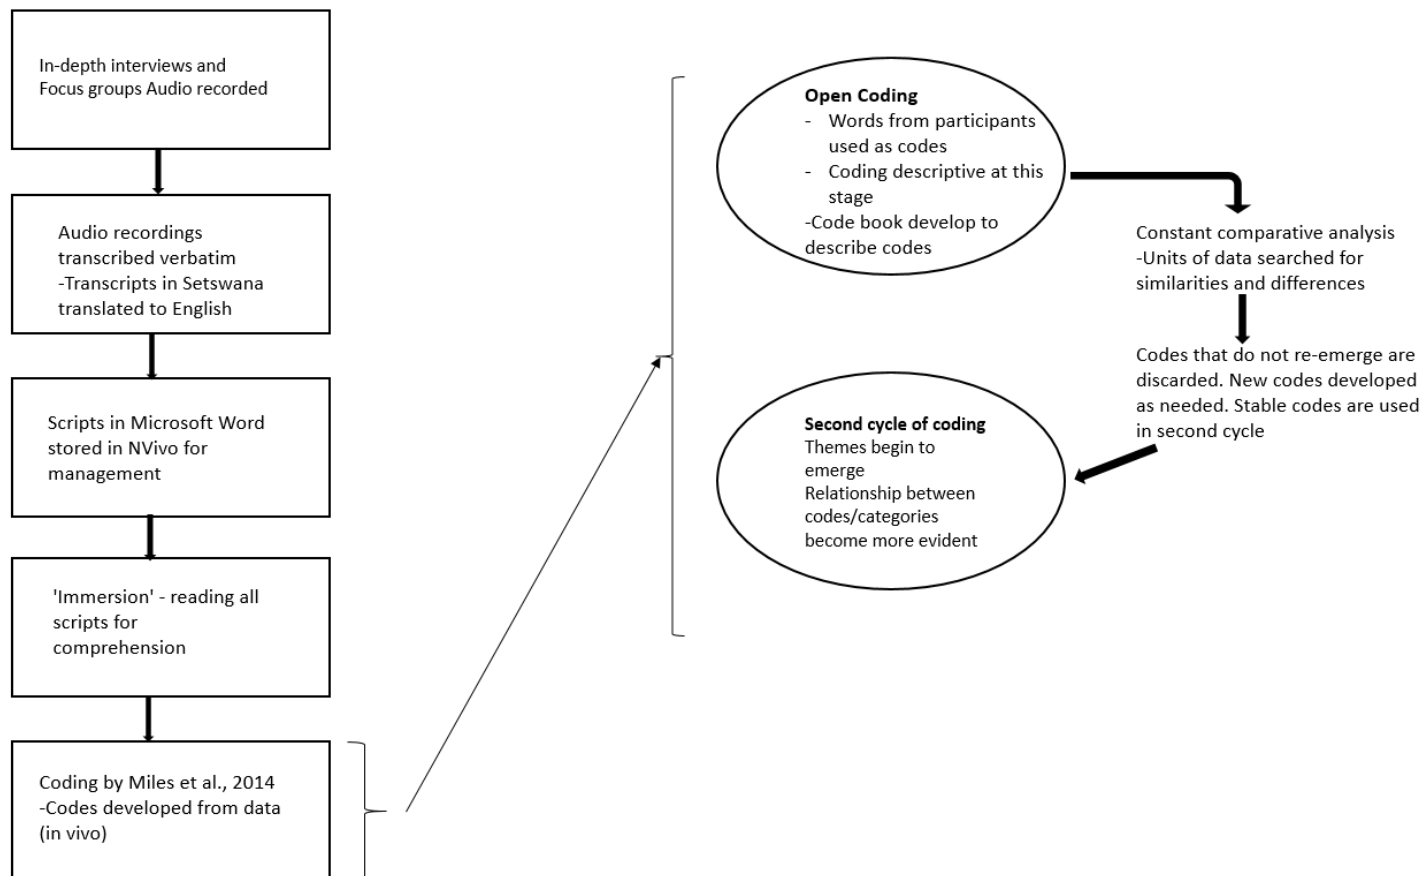 In-depth interviews and
Focus groups Audio recorded
Audio recordings
transcribed verbatim
-Transcripts in Setswana
translated to English
Scripts in Microsoft Word
stored in NVivo for
management
'Immersion' - reading all
scripts for
comprehension
Coding by Miles et al., 2014
-Codes developed from data
(in vivo)
Open Coding
- Words from participants
used as codes
- Coding descriptive at this
stage
-Code book develop to
describe codes
Constant comparative analysis
-Units of data searched for
similarities and differences
Codes that do not re-emerge are
discarded. New codes developed
as needed. Stable codes are used
in second cycle
Second cycle of coding
Themes begin to
emerge
Relationship between
codes/categories
become more evident